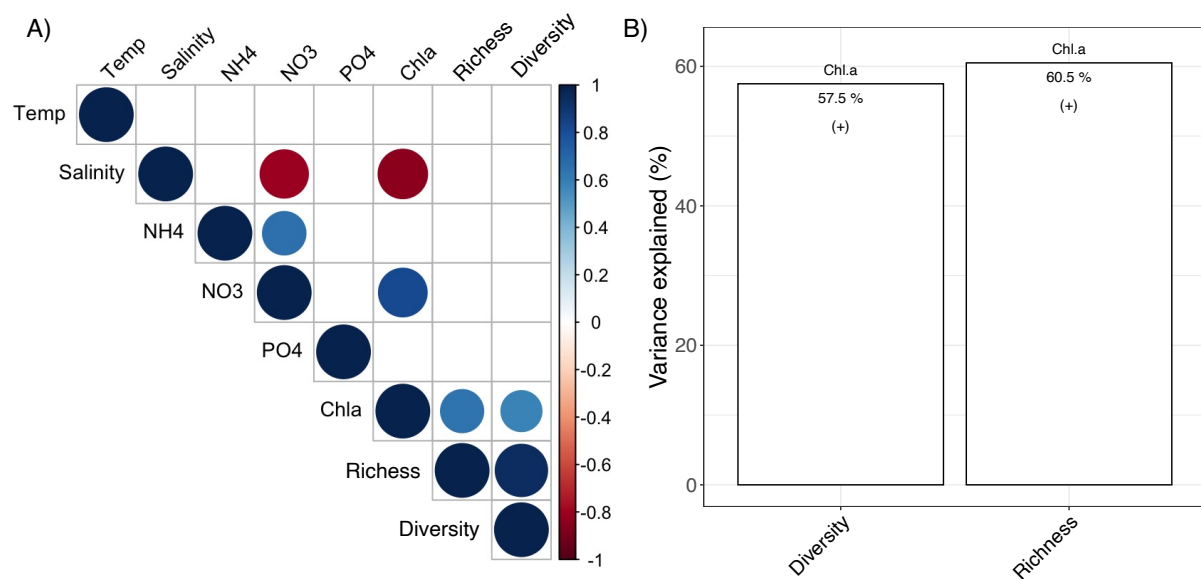 A)
Temp
Salinity
NH4
NO3
PO4
Chla
Richess
Diversity
Temp
Salinity
NH4
NO3
PO4
Chla
Richess
Diversity
1
0.8
0.6
0.4
0.2
0
-0.2
-0.4
-0.6
-0.8
-1
B)
Variance explained (%)
60
40
20
0
Chl.a
57.5 %
(+)
Chl.a
60.5 %
(+)
Diversity
Richness